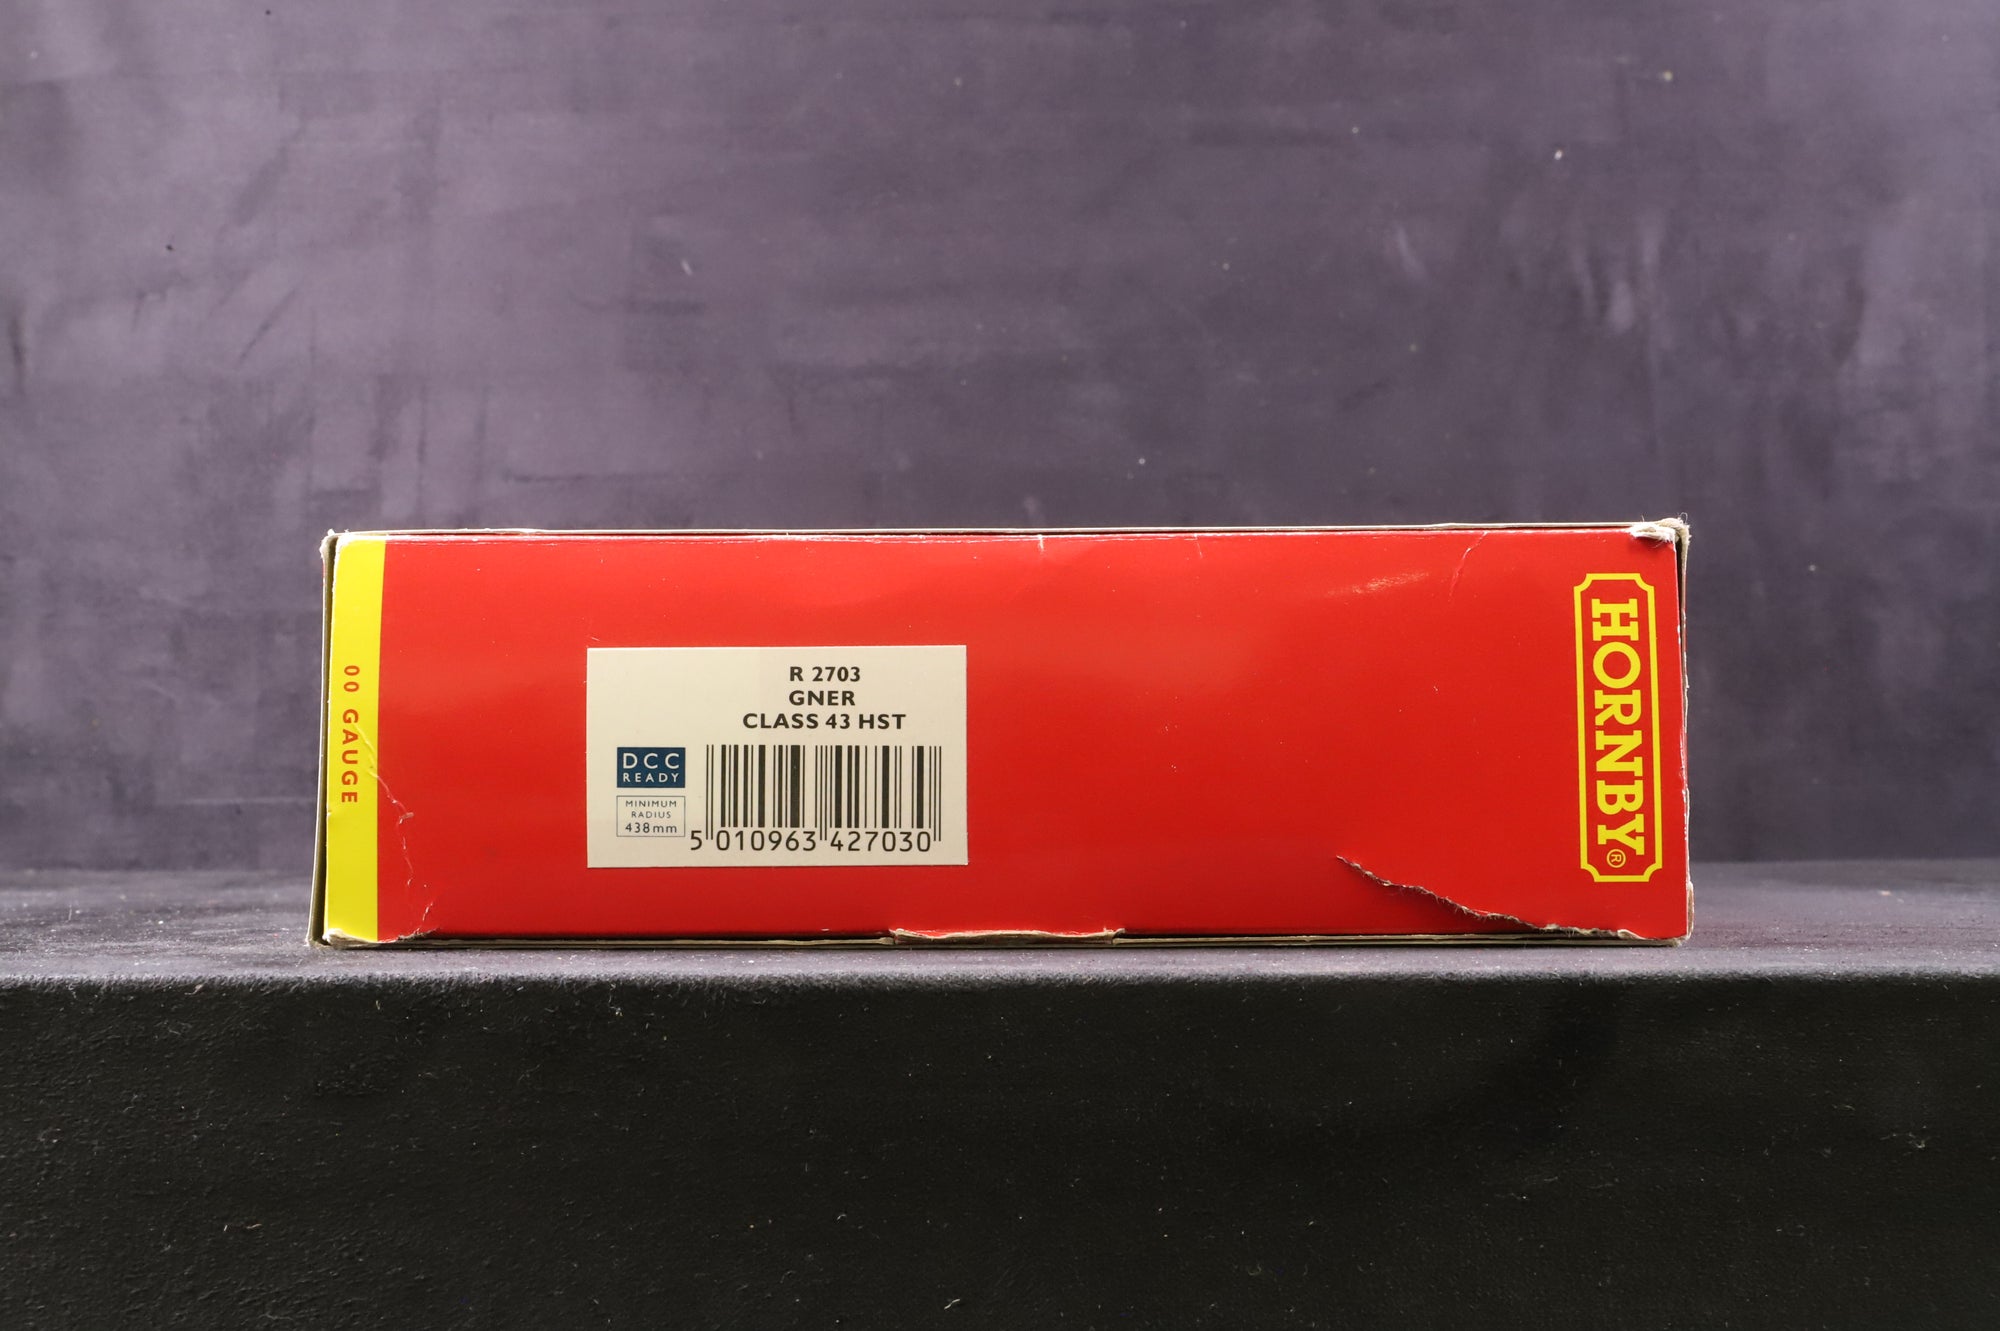 00 GAUGE
R 2703
GNER
CLASS 43 HST
DCC
READY
MINIMUM
RADIUS
438mm
5 010963 427030
HORNBY®